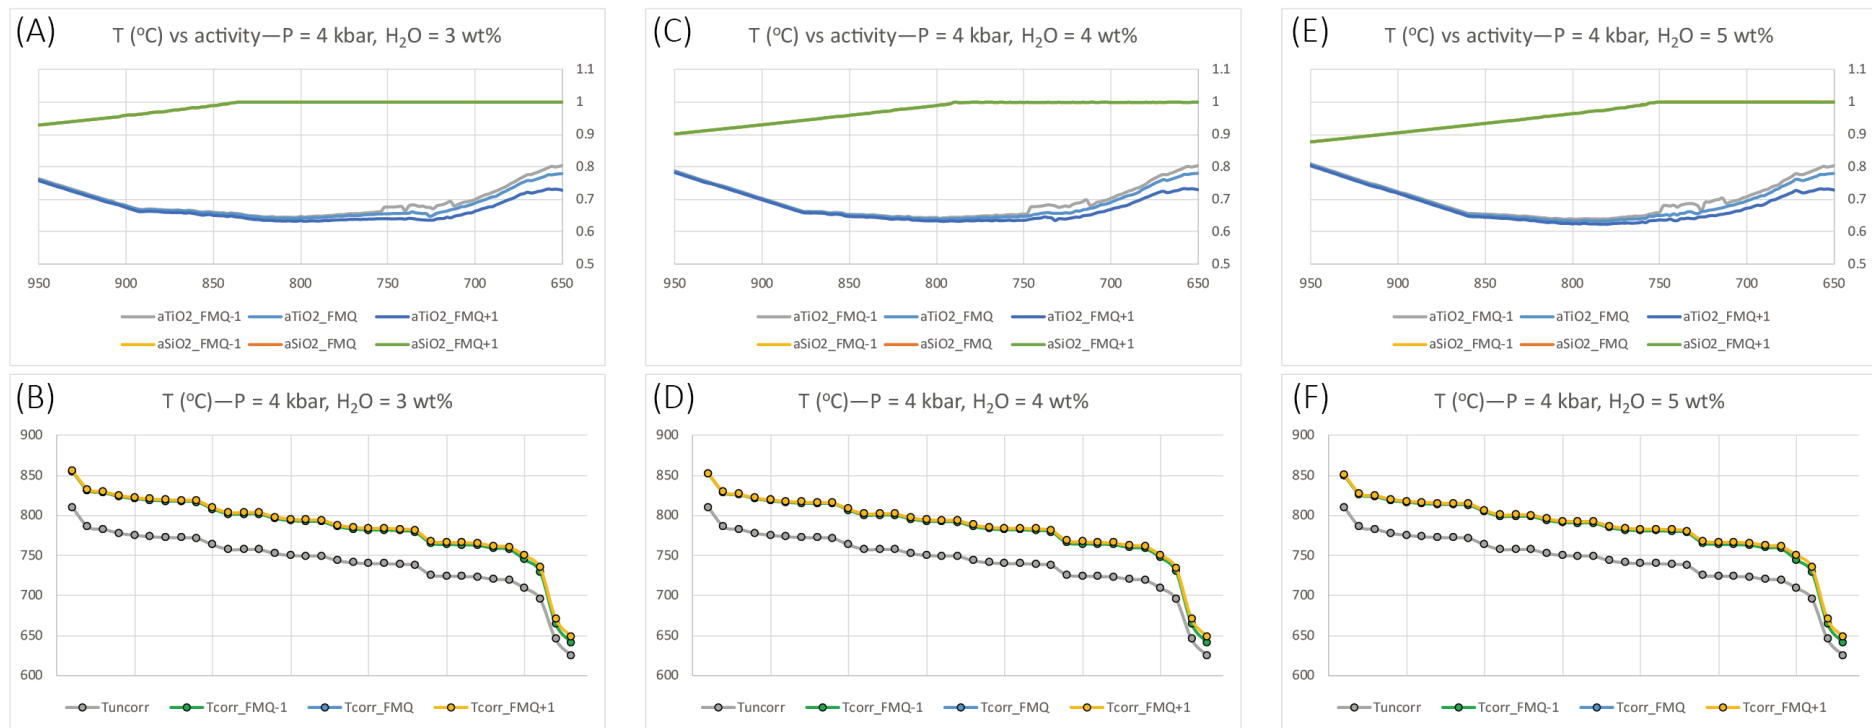 (A)
T (°C) vs activity—P = 4 kbar, H₂O = 3 wt%
1.1
1
0.9
0.8
0.7
0.6
0.5
950 900 850 800 750 700 650
aTiO2_FMQ-1 aTiO2_FMQ aTiO2_FMQ+1
aSiO2_FMQ-1 aSiO2_FMQ aSiO2_FMQ+1
(C)
T (°C) vs activity—P = 4 kbar, H₂O = 4 wt%
1.1
1
0.9
0.8
0.7
0.6
0.5
950 900 850 800 750 700 650
aTiO2_FMQ-1 aTiO2_FMQ aTiO2_FMQ+1
aSiO2_FMQ-1 aSiO2_FMQ aSiO2_FMQ+1
(E)
T (°C) vs activity—P = 4 kbar, H₂O = 5 wt%
1.1
1
0.9
0.8
0.7
0.6
0.5
950 900 850 800 750 700 650
aTiO2_FMQ-1 aTiO2_FMQ aTiO2_FMQ+1
aSiO2_FMQ-1 aSiO2_FMQ aSiO2_FMQ+1
(B)
T (°C)—P = 4 kbar, H₂O = 3 wt%
900
850
800
750
700
650
600
Tuncorr Tcorr_FMQ-1 Tcorr_FMQ Tcorr_FMQ+1
(D)
T (°C)—P = 4 kbar, H₂O = 4 wt%
900
850
800
750
700
650
600
Tuncorr Tcorr_FMQ-1 Tcorr_FMQ Tcorr_FMQ+1
(F)
T (°C)—P = 4 kbar, H₂O = 5 wt%
900
850
800
750
700
650
600
Tuncorr Tcorr_FMQ-1 Tcorr_FMQ Tcorr_FMQ+1